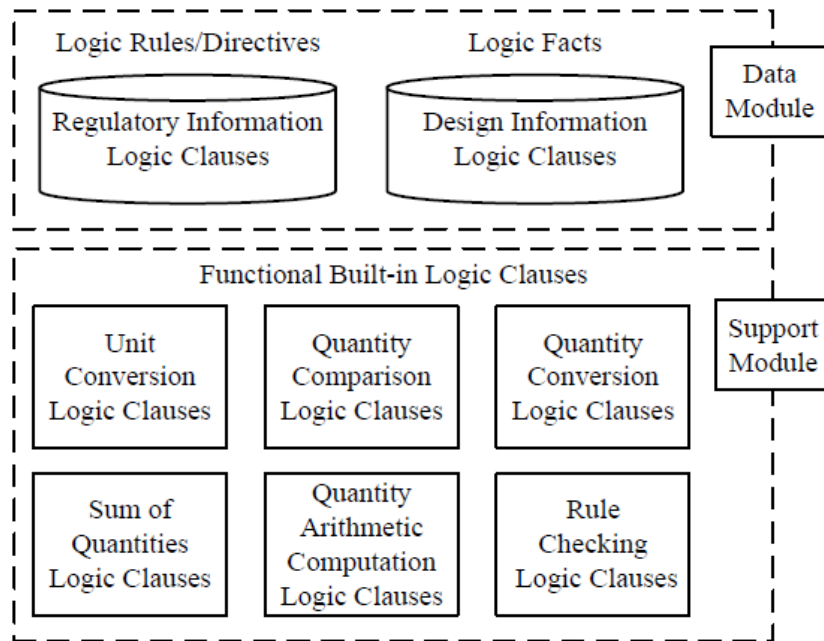 Logic Rules/Directives
Logic Facts
Data
Module
Regulatory Information
Logic Clauses
Design Information
Logic Clauses
Functional Built-in Logic Clauses
Support
Module
Unit
Conversion
Logic Clauses
Quantity
Comparison
Logic Clauses
Quantity
Conversion
Logic Clauses
Sum of
Quantities
Logic Clauses
Quantity
Arithmetic
Computation
Logic Clauses
Rule
Checking
Logic Clauses